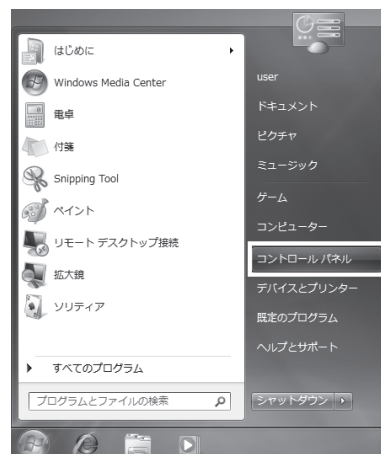 はじめに
Windows Media Center
電卓
付箋
Snipping Tool
ペイント
リモート デスクトップ接続
拡大鏡
ソリティア
すべてのプログラム
プログラムとファイルの検索
user
ドキュメント
ピクチャ
ミュージック
ゲーム
コンピューター
コントロール パネル
デバイスとプリンター
既定のプログラム
ヘルプとサポート
シャットダウン